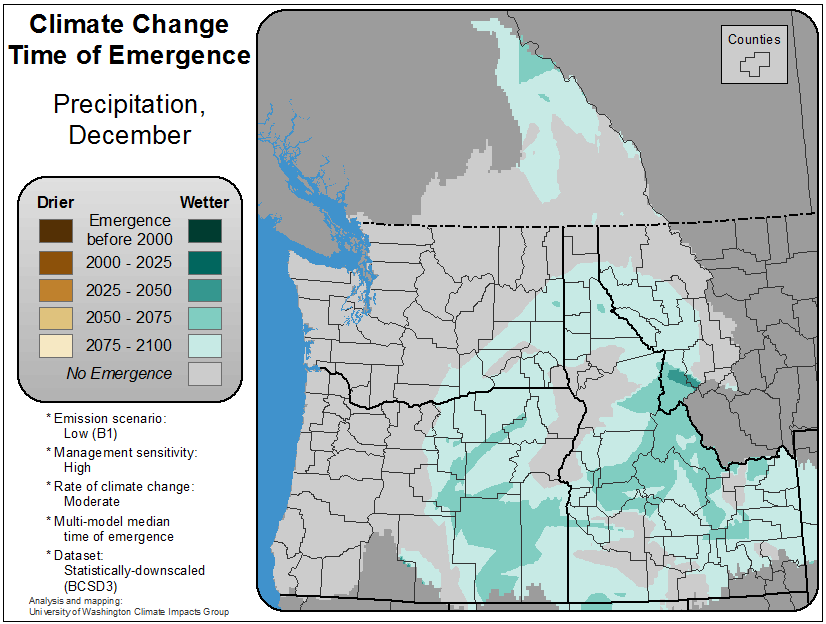 Climate Change
Time of Emergence
Precipitation,
December
Drier
Wetter
Emergence
before 2000
2000 - 2025
2025 - 2050
2050 - 2075
2075 - 2100
No Emergence
* Emission scenario:
Low (B1)
* Management sensitivity:
High
* Rate of climate change:
Moderate
* Multi-model median
time of emergence
* Dataset:
Statistically-downscaled
(BCSD3)
Analysis and mapping:
University of Washington Climate Impacts Group
Counties